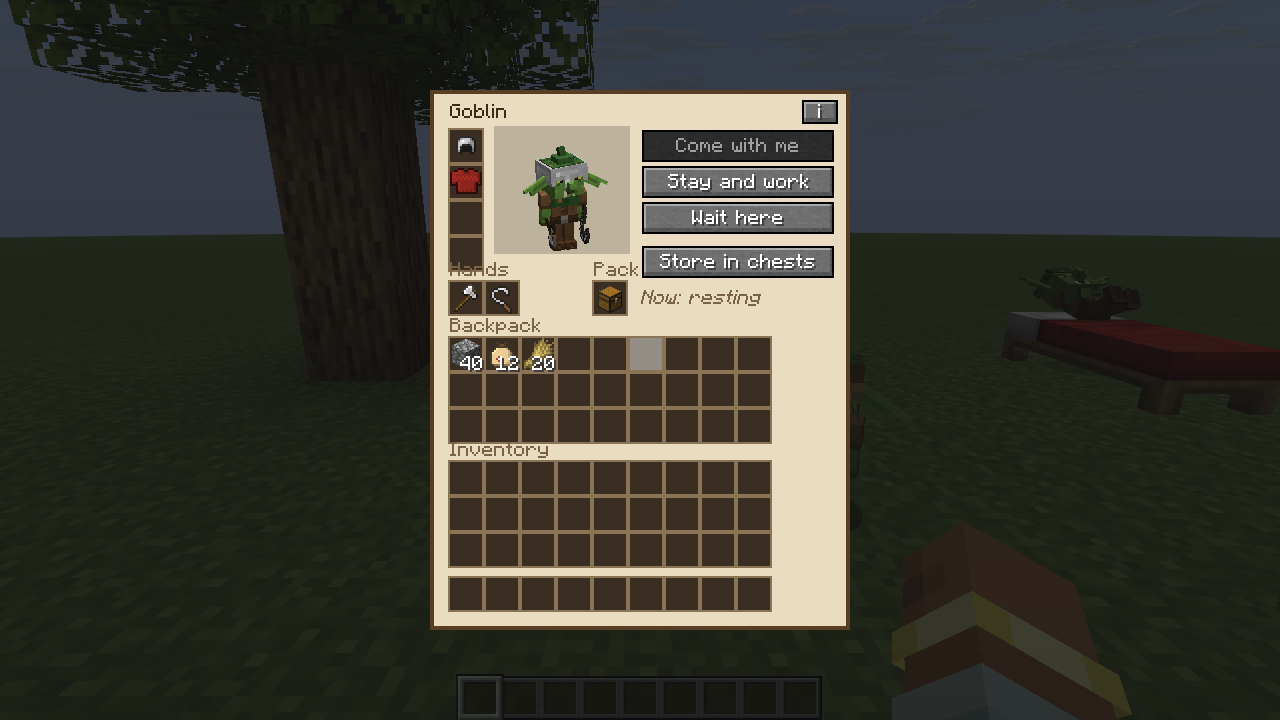 Goblin
i
Come with me
Stay and work
Wait here
Store in chests
Hands
Pack
Now: resting
Backpack
40 12 20
Inventory